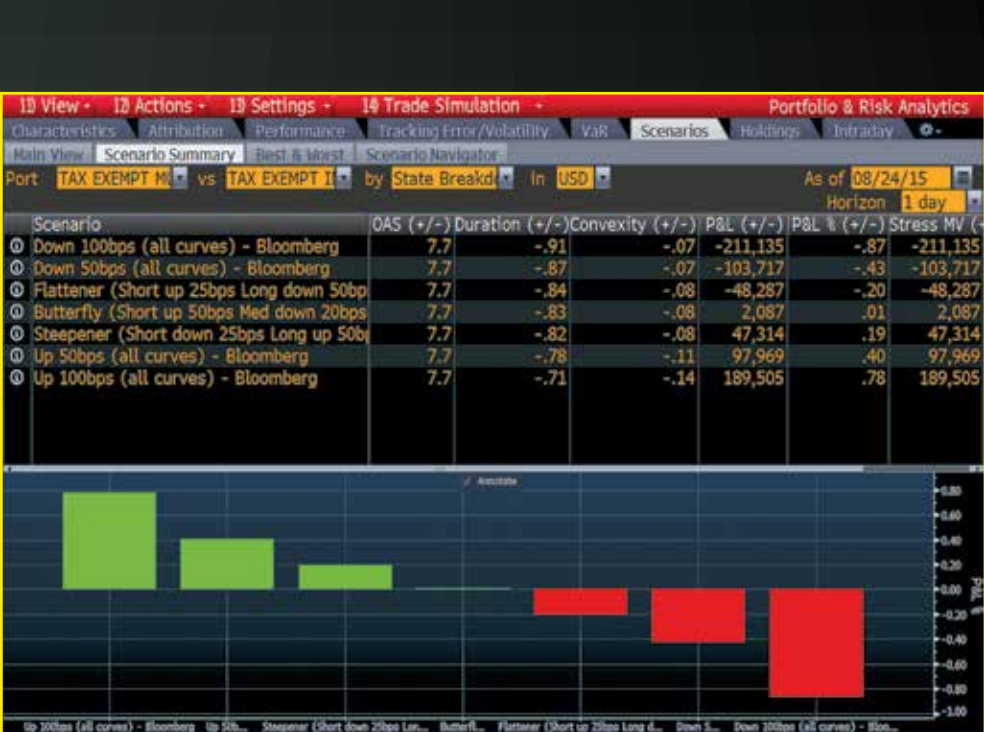 11) View 12) Actions 13) Settings 14) Trade Simulation Portfolio & Risk Analytics
Characteristics Attribution Performance Tracking Error/Volatility VaR Scenarios Holdings Intraday
Main View Scenario Summary Best & Worst Scenario Navigator
Port TAX EXEMPT vs TAX EXEMPT by State Breakd In USD As of 08/24/15
Horizon 1 day
Scenario OAS (+/-) Duration (+/-) Convexity (+/-) P&L (+/-) P&L % (+/-) Stress MV (
Down 100bps (all curves) - Bloomberg 7.7 -.91 -.07 -211,135 -.87 -211,135
Down 50bps (all curves) - Bloomberg 7.7 -.87 -.07 -103,717 -.43 -103,717
Flattener (Short up 25bps Long down 50bp 7.7 -.84 -.08 -48,287 -.20 -48,287
Butterfly (Short up 50bps Med down 20bps 7.7 -.83 -.08 2,087 .01 2,087
Steepener (Short down 25bps Long up 50b 7.7 -.82 -.08 47,314 .19 47,314
Up 50bps (all curves) - Bloomberg 7.7 -.78 -.11 97,969 .40 97,969
Up 100bps (all curves) - Bloomberg 7.7 -.71 -.14 189,505 .78 189,505
Annotate
0.80
0.60
0.40
0.20
0.00
-0.20
-0.40
-0.60
-0.80
-1.00
P&L %
Up 100bps (all curves) - Bloomberg Up 50b... Steepener (Short down 25bps Lon... Butterfl... Flattener (Short up 25bps Long d... Down 5... Down 100bps (all curves) - Bloo...